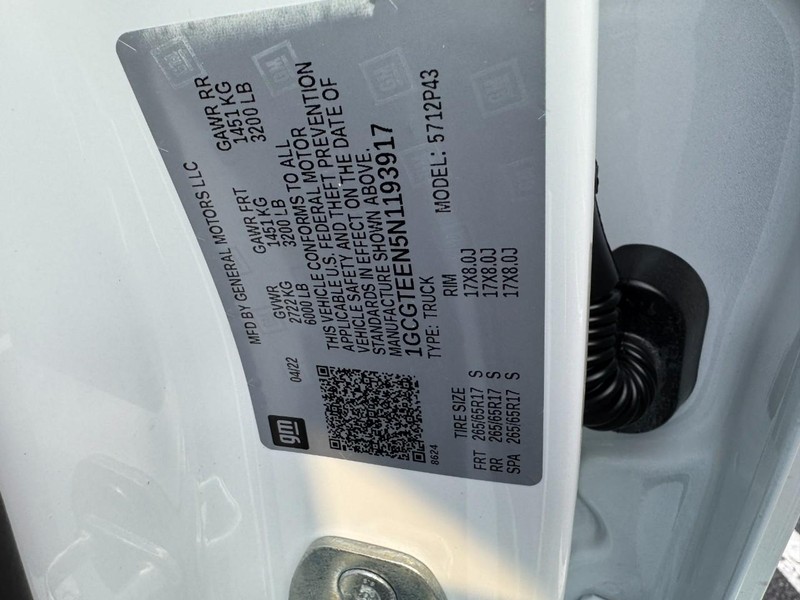 gm
MFD BY GENERAL MOTORS LLC
04/22 GVWR GAWR FRT GAWR RR
2722 KG 1451 KG 1451 KG
6000 LB 3200 LB 3200 LB
THIS VEHICLE CONFORMS TO ALL
APPLICABLE U.S. FEDERAL MOTOR
VEHICLE SAFETY AND THEFT PREVENTION
STANDARDS IN EFFECT ON THE DATE OF
MANUFACTURE SHOWN ABOVE.
1GCGTEEN5N1193917
8624 TYPE: TRUCK MODEL: 5712P43
TIRE SIZE RIM
FRT 265/65R17 S 17X8.0J
RR 265/65R17 S 17X8.0J
SPA 265/65R17 S 17X8.0J